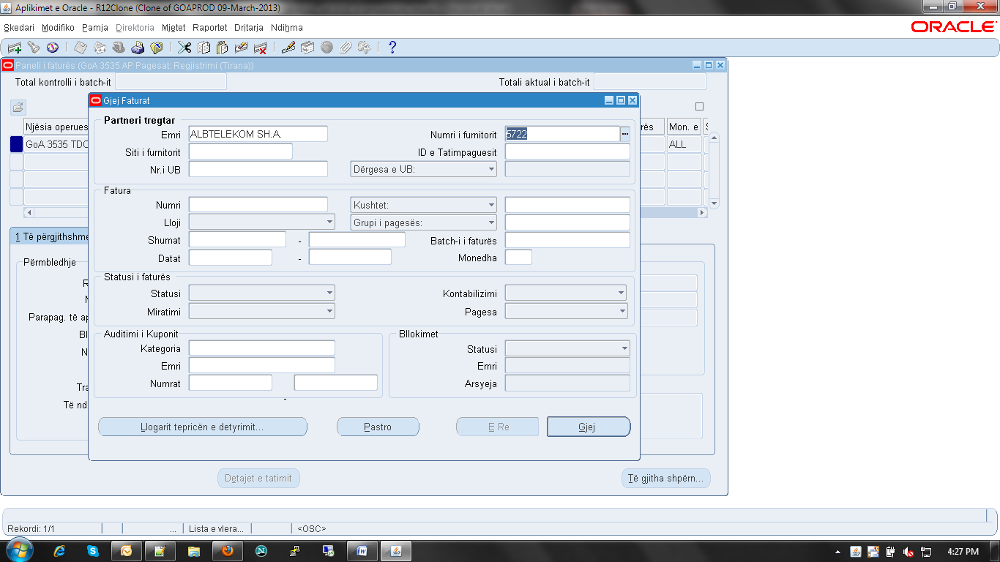 Aplikimet e Oracle - R12Clone (Clone of GOAPROD 09-March-2013)
Skedari Modifiko Pamja Direktoria Mjetet Raportet Dritarja Ndihma
ORACLE
Paneli i faturës (GoA 3535 AP Pagesat: Regjistrimi (Tirana))
Total kontrolli i batch-it Totali aktual i batch-it
Gjej Faturat
Njësia operues rës Mon. e
GoA 3535 TDO ALL
Partneri tregtar
Emri ALBTELEKOM SH.A. Numri i furnitorit 5722
Siti i furnitorit ID e Tatimpaguesit
Nr.i UB Dërgesa e UB:
Fatura
Numri Kushtet:
Lloji Grupi i pagesës:
Shumat - Batch-i i faturës
Datat - Monedha
1 Të përgjithshme
Përmbledhje
Parapag. të ap
Bl
Të nd
Statusi i faturës
Statusi Kontabilizimi
Miratimi Pagesa
Auditimi i Kuponit Bllokimet
Kategoria Statusi
Emri Emri
Numrat - Arsyeja
Llogarit tepricën e detyrimit... Pastro E Re Gjej
Detajet e tatimit Të gjitha shpërn...
Rekordi: 1/1 ... Lista e vlera... <OSC>
4:27 PM